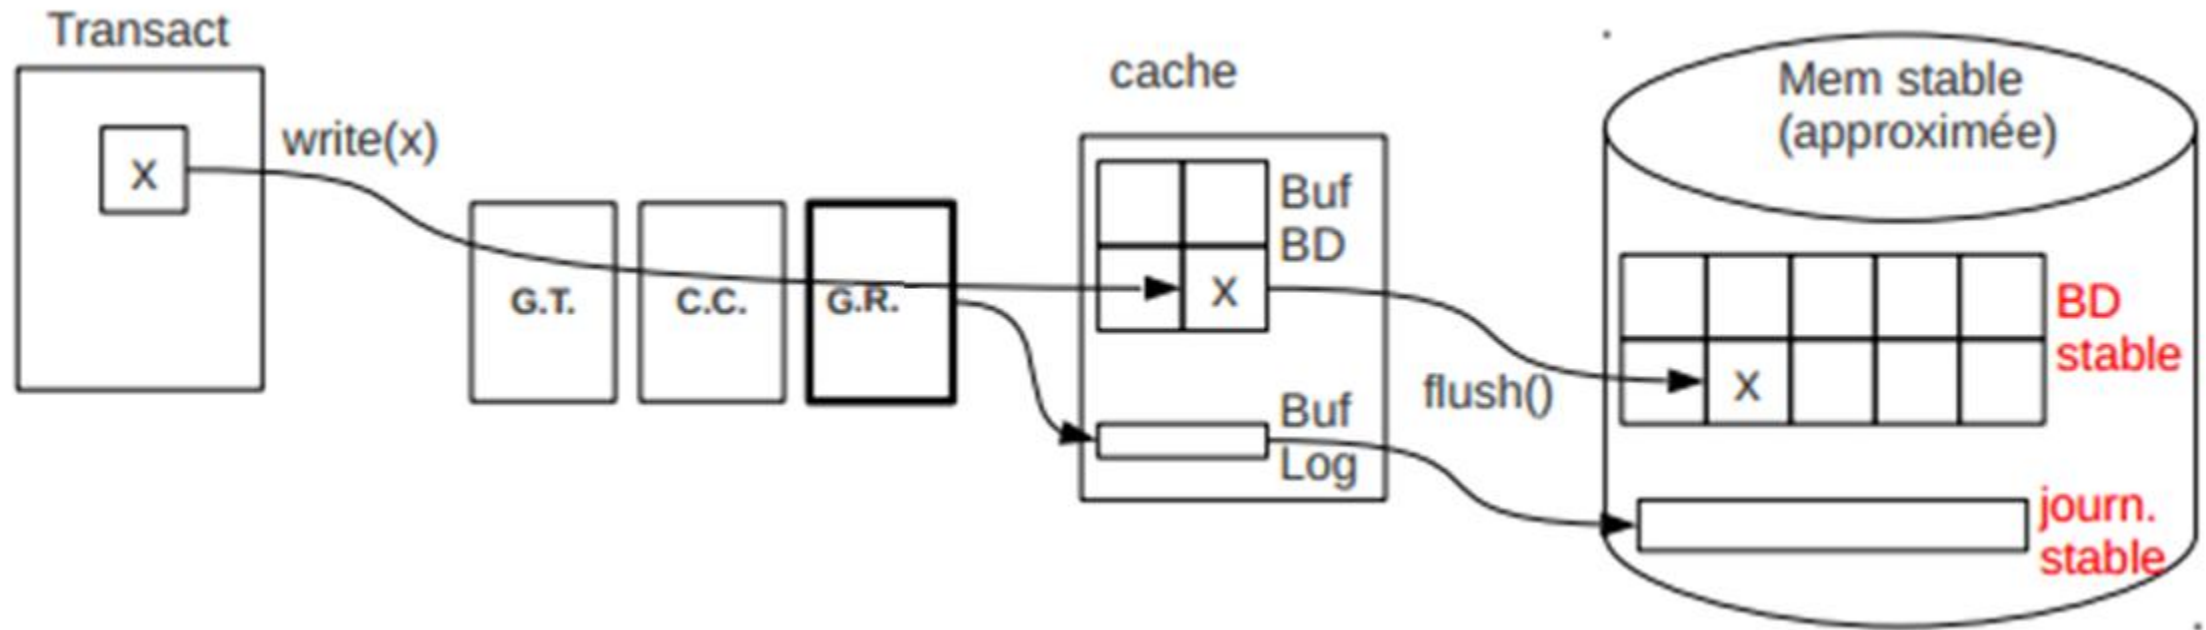 Transact
x
write(x)
G.T.
C.C.
G.R.
cache
Buf
BD
x
Buf
Log
flush()
Mem stable
(approximée)
BD
stable
x
journ.
stable